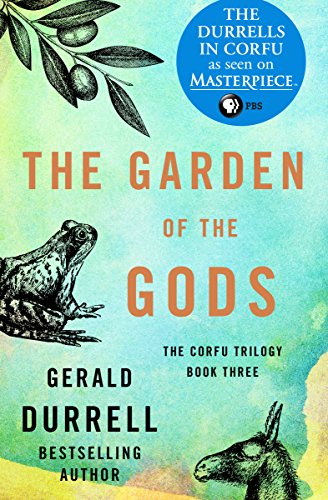 THE
DURRELLS
IN CORFU
as seen on
MASTERPIECE™
PBS
THE GARDEN
OF THE
GODS
THE CORFU TRILOGY
BOOK THREE
GERALD
DURRELL
BESTSELLING
AUTHOR